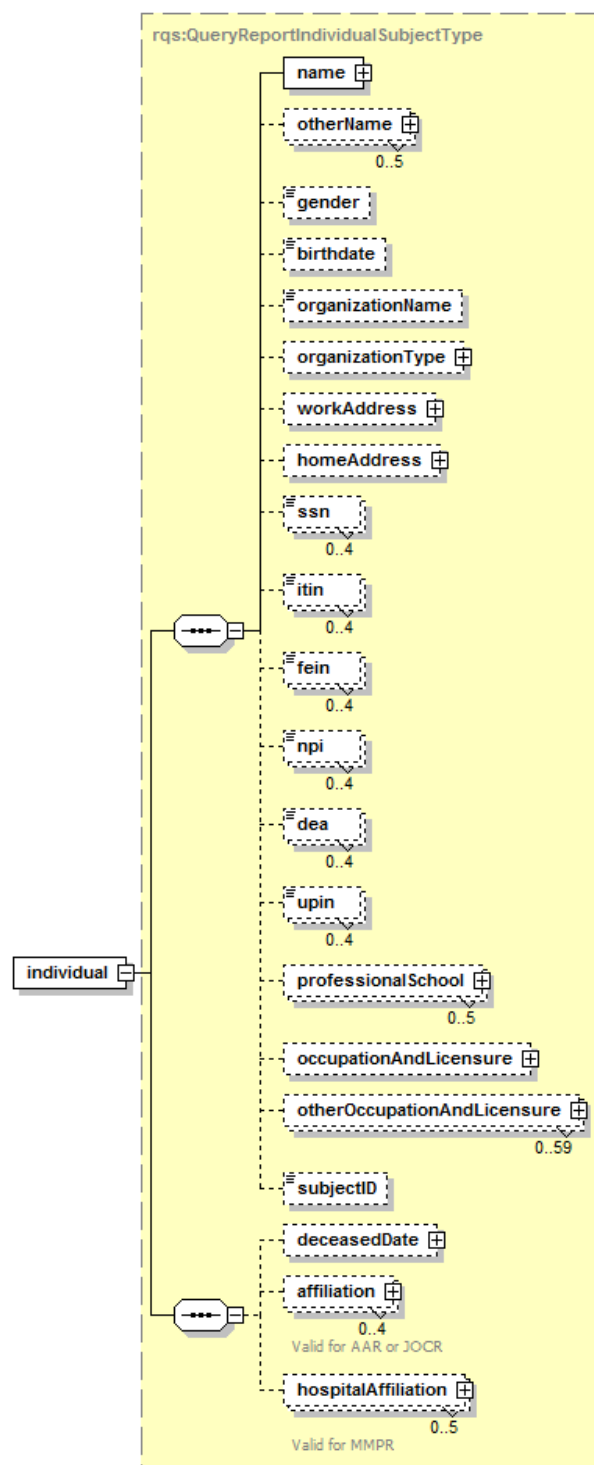 rqs:QueryReportIndividualSubjectType
name
otherName
0..5
gender
birthdate
organizationName
organizationType
workAddress
homeAddress
ssn
0..4
itin
0..4
fein
0..4
npi
0..4
dea
0..4
upin
0..4
individual
professionalSchool
0..5
occupationAndLicensure
otherOccupationAndLicensure
0..59
subjectID
deceasedDate
affiliation
0..4
Valid for AAR or JOCR
hospitalAffiliation
0..5
Valid for MMPR